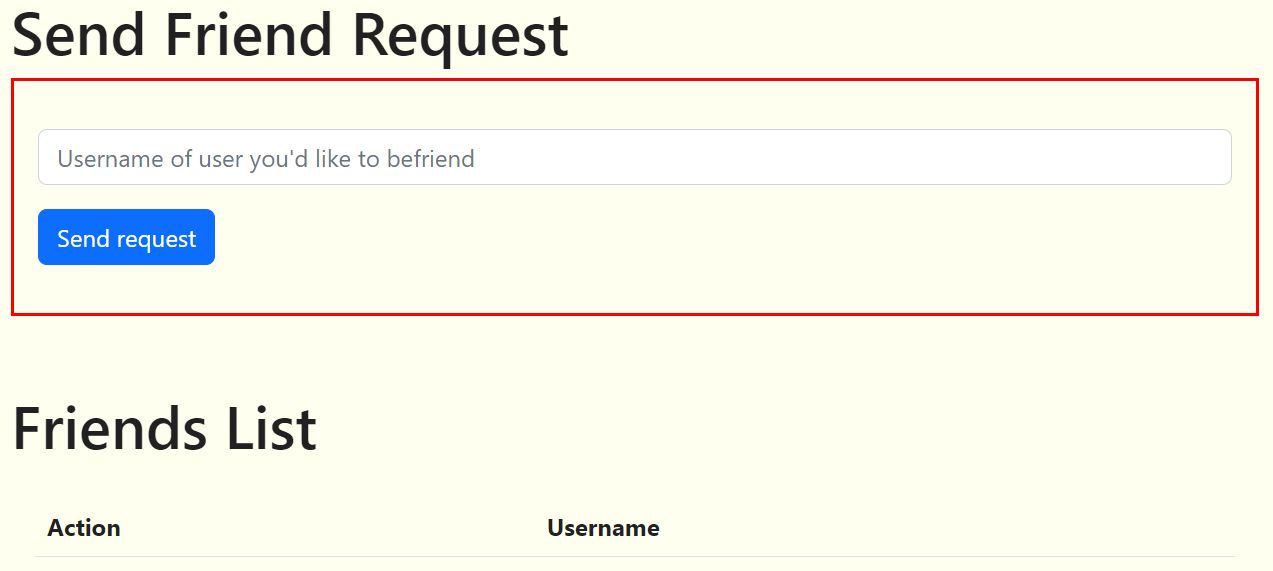 Send Friend Request
Username of user you'd like to befriend
Send request
Friends List
Action Username